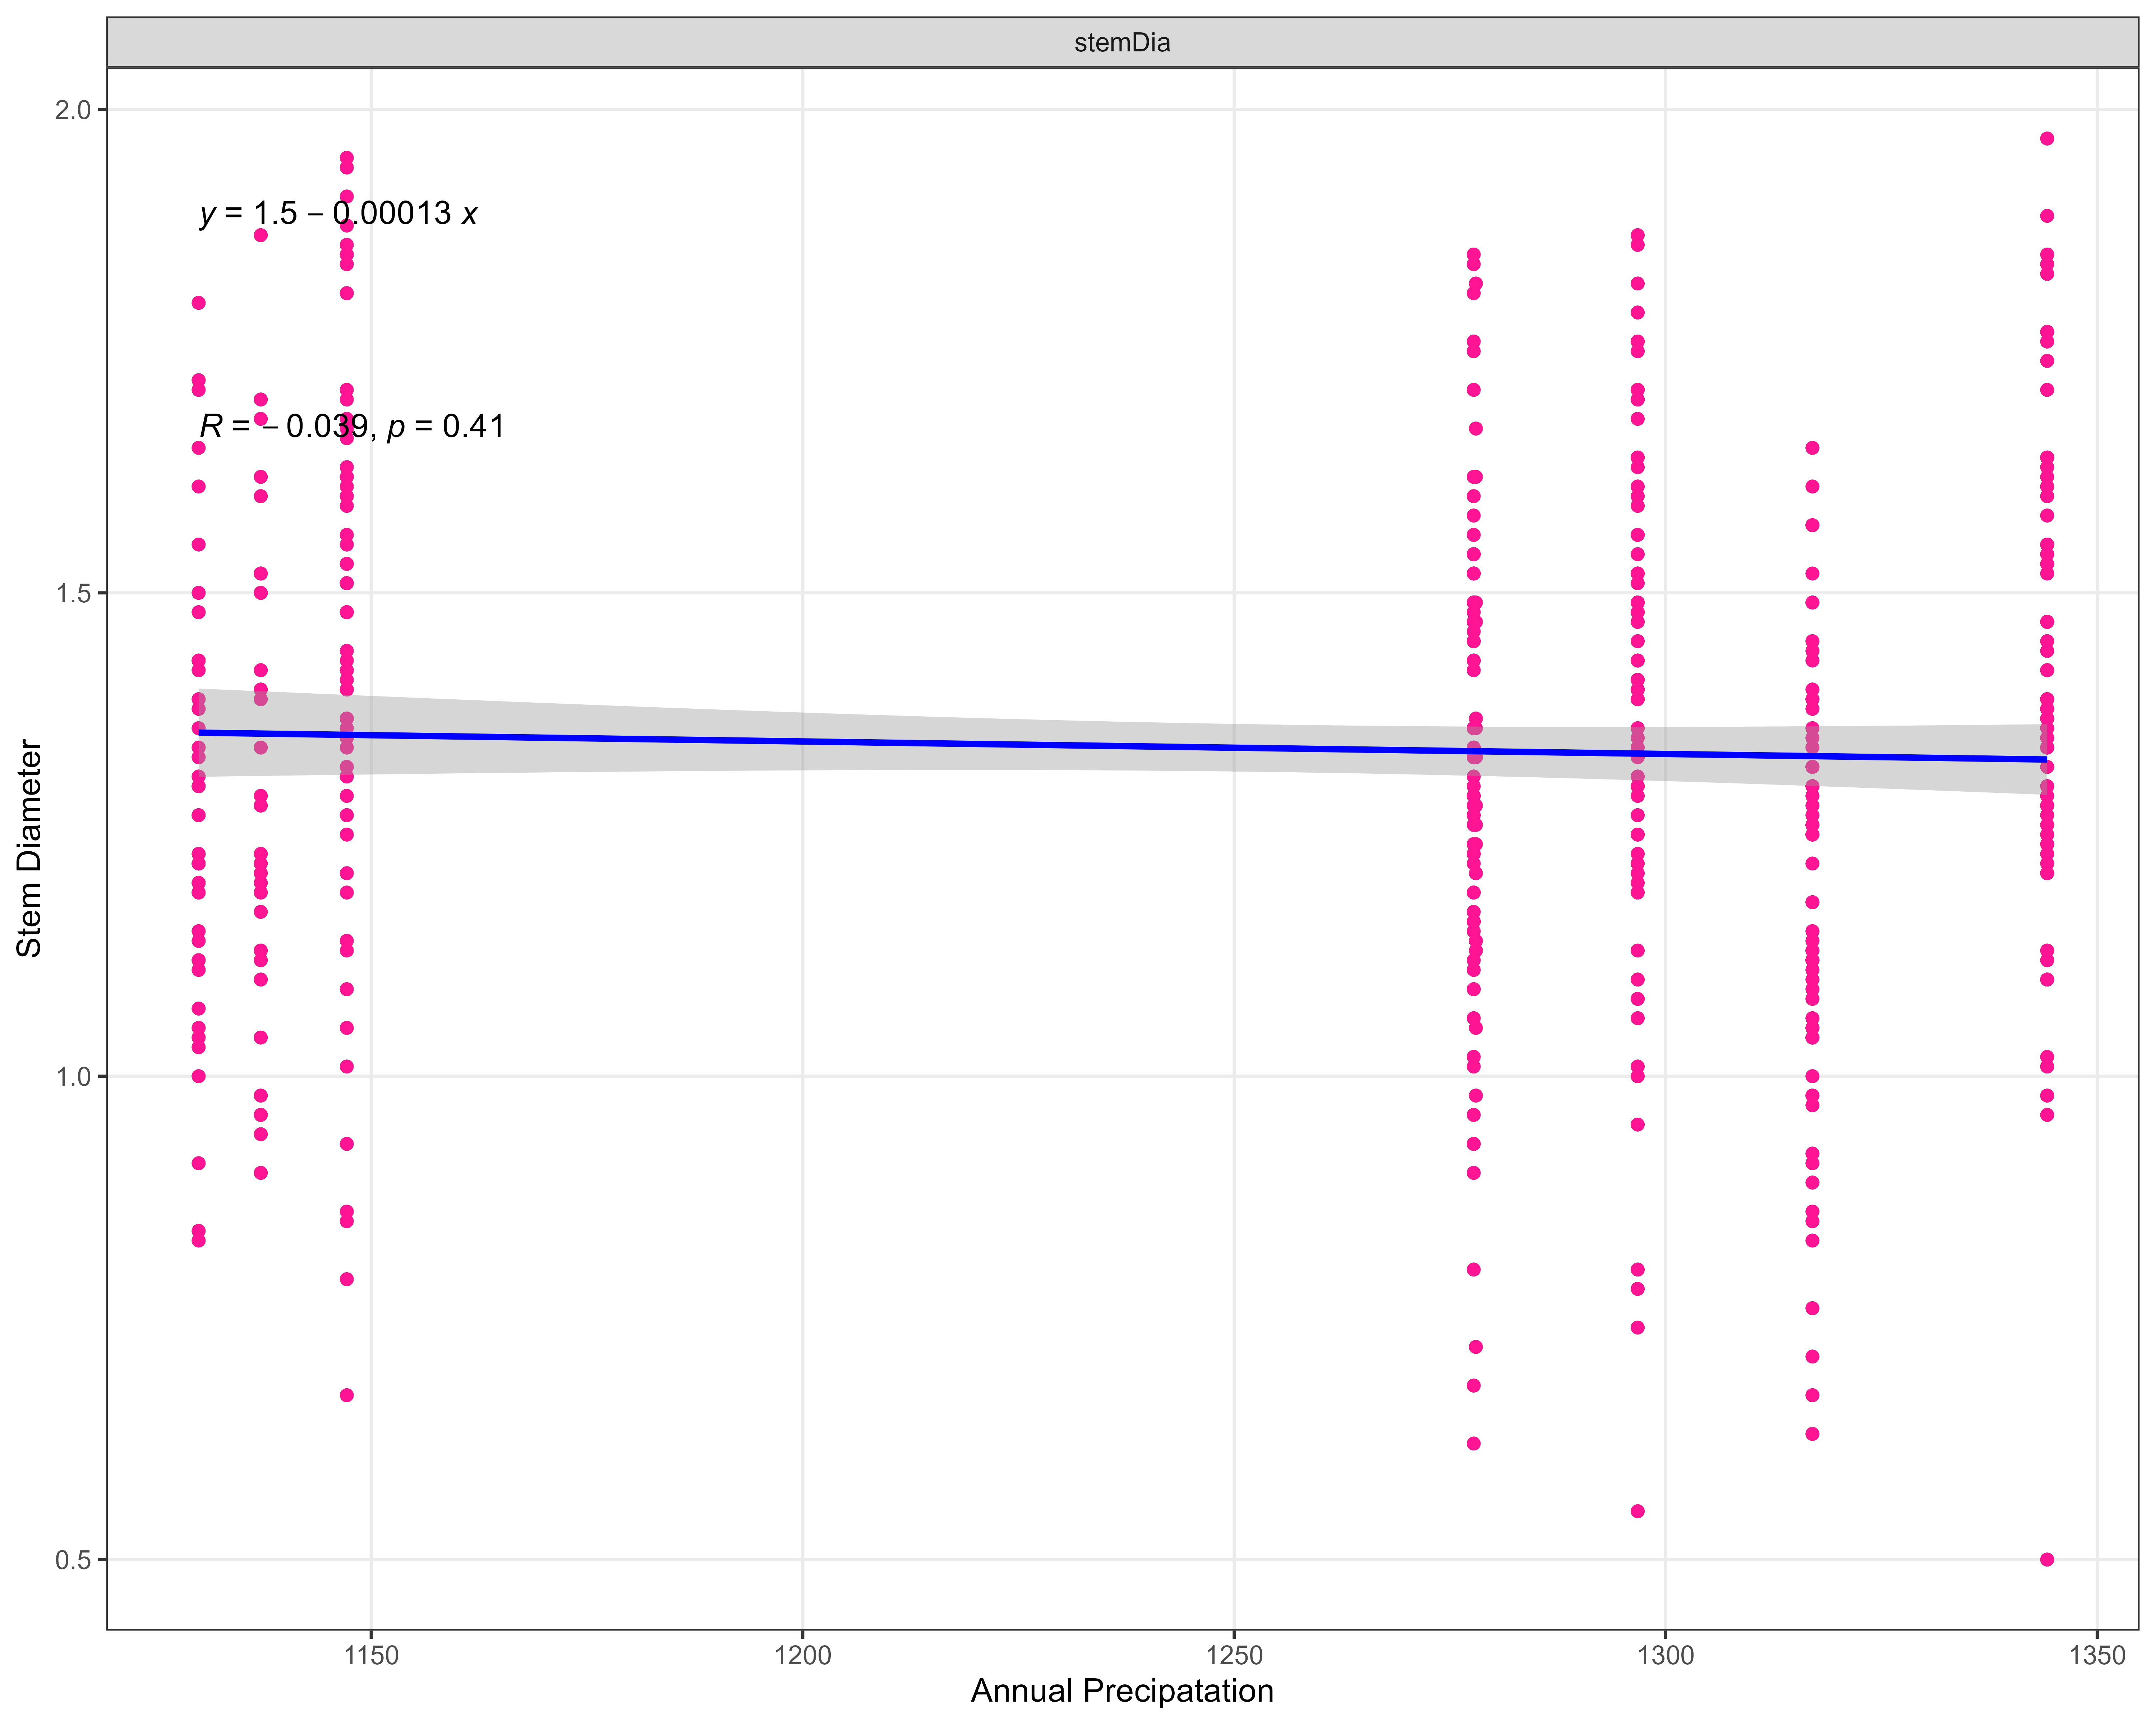 stemDia
2.0
y = 1.5 – 0.00013 x
R = – 0.039, p = 0.41
1.5
1.0
0.5
Stem Diameter
1150 1200 1250 1300 1350
Annual Precipatation